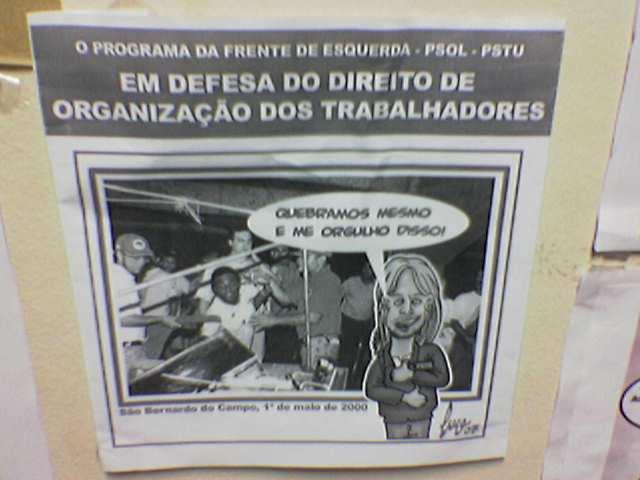 O PROGRAMA DA FRENTE DE ESQUERDA - PSOL - PSTU
EM DEFESA DO DIREITO DE
ORGANIZAÇÃO DOS TRABALHADORES
QUEBRAMOS MESMO
E ME ORGULHO DISSO!
São Bernardo do Campo, 1º de maio de 2000